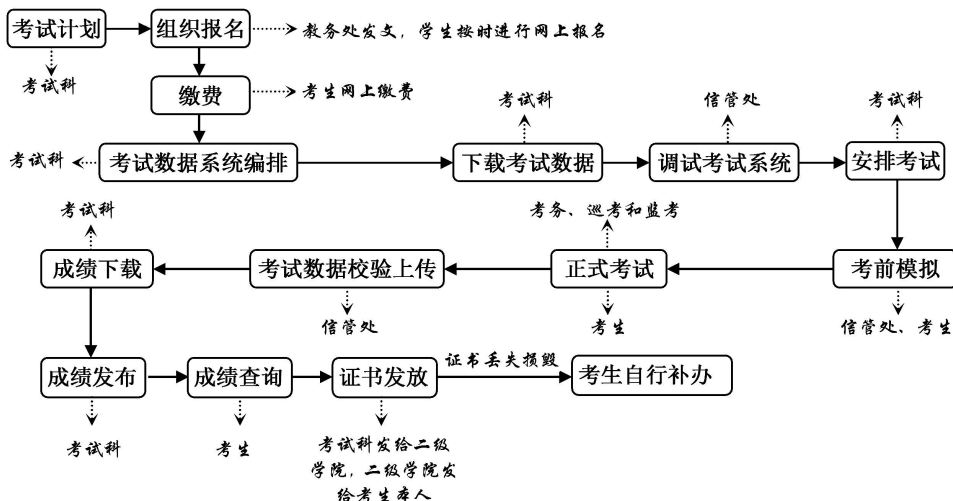 考试计划
组织报名
教务处发文，学生按时进行网上报名
考试科
缴费
考生网上缴费
考试科
信管处
考试科
考试科
考试数据系统编排
下载考试数据
调试考试系统
安排考试
考试科
考务、巡考和监考
成绩下载
考试数据校验上传
正式考试
考前模拟
信管处
考生
信管处、考生
证书丢失损毁
成绩发布
成绩查询
证书发放
考生自行补办
考试科
考生
考试科发给二级
学院，二级学院发
给考生本人